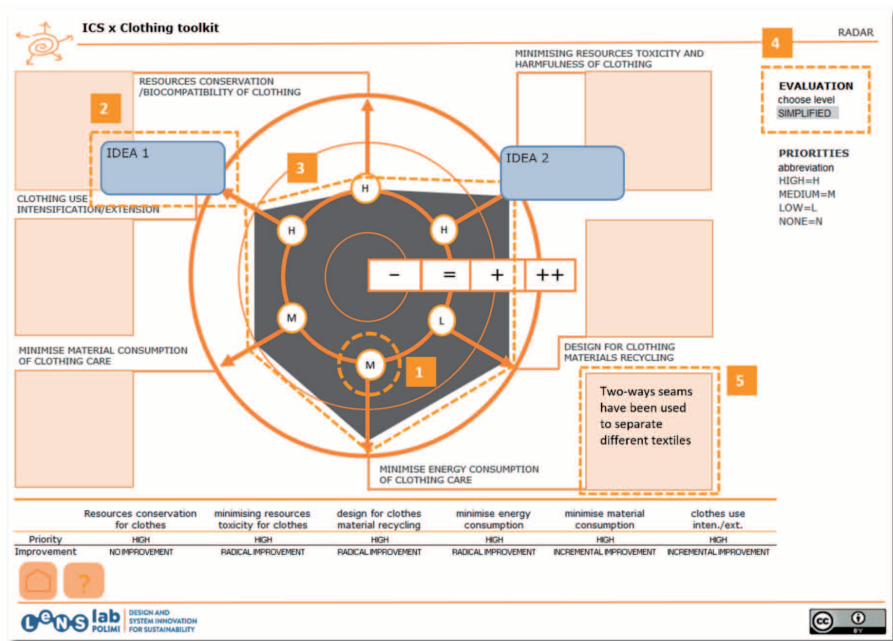 ICS x Clothing toolkit
RADAR
4
MINIMISING RESOURCES TOXICITY AND
HARMFULNESS OF CLOTHING
RESOURCES CONSERVATION
/BIOCOMPATIBILITY OF CLOTHING
EVALUATION
choose level
SIMPLIFIED
2
IDEA 1
3
IDEA 2
PRIORITIES
abbreviation
HIGH=H
MEDIUM=M
LOW=L
NONE=N
H
CLOTHING USE
INTENSIFICATION/EXTENSION
H
H
- = + ++
M
L
MINIMISE MATERIAL CONSUMPTION
OF CLOTHING CARE
DESIGN FOR CLOTHING
MATERIALS RECYCLING
M
1
5
Two-ways seams
have been used
to separate
different textiles
MINIMISE ENERGY CONSUMPTION
OF CLOTHING CARE
Resources conservation for clothes
minimising resources toxicity for clothes
design for clothes material recycling
minimise energy consumption
minimise material consumption
clothes use inten./ext.
Priority HIGH HIGH HIGH HIGH HIGH HIGH
Improvement NO IMPROVEMENT RADICAL IMPROVEMENT RADICAL IMPROVEMENT RADICAL IMPROVEMENT INCREMENTAL IMPROVEMENT INCREMENTAL IMPROVEMENT
?
LeNS lab
POLIMI
DESIGN AND
SYSTEM INNOVATION
FOR SUSTAINABILITY
cc
BY